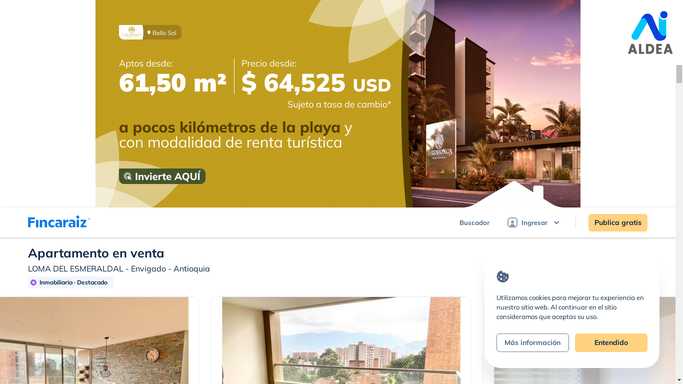 Bello Sol
ALDEA
Aptos desde:
61,50 m²
Precio desde:
$ 64,525 USD
Sujeto a tasa de cambio*
a pocos kilómetros de la playa y
con modalidad de renta turística
Invierte AQUÍ
Fincaraiz
Buscador
Ingresar
Publica gratis
Apartamento en venta
LOMA DEL ESMERALDAL - Envigado - Antioquia
Inmobiliaria - Destacado
Utilizamos cookies para mejorar tu experiencia en
nuestro sitio web. Al continuar en el sitio
consideramos que aceptas su uso.
Más información
Entendido